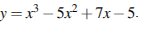 y = x³ – 5x² + 7x – 5.